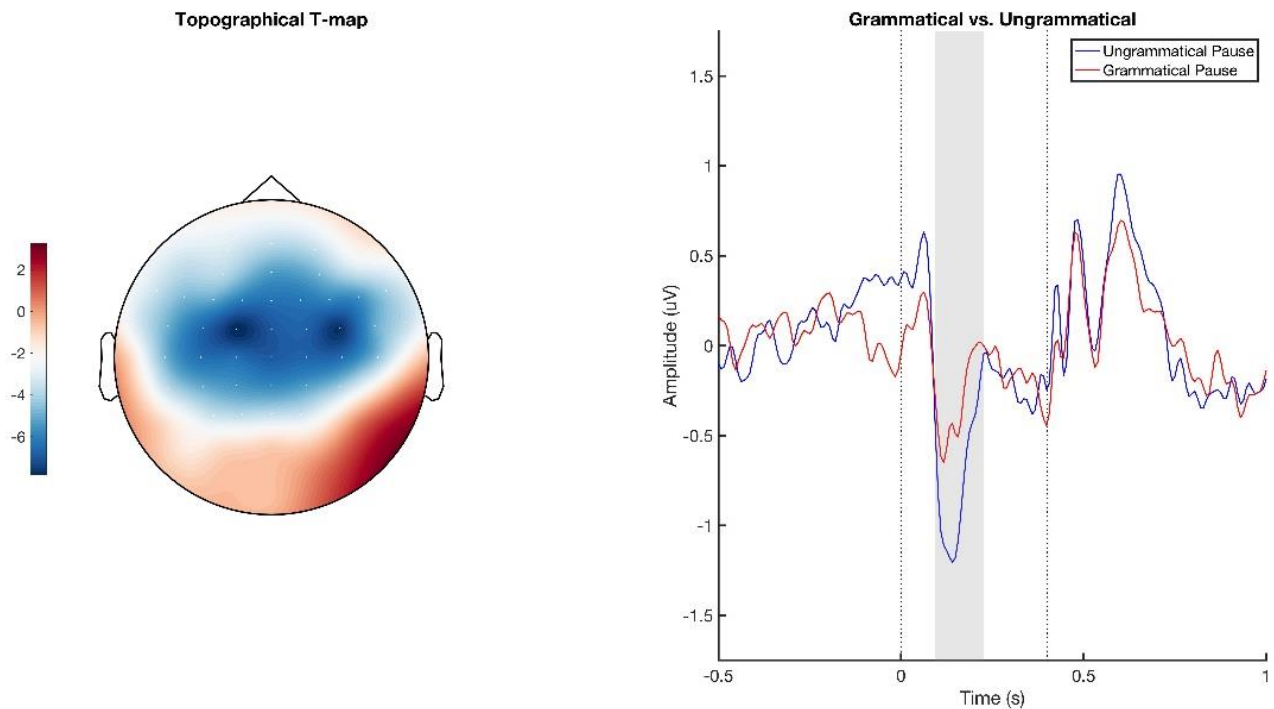 Topographical T-map
2
0
-2
-4
-6
Grammatical vs. Ungrammatical
Ungrammatical Pause
Grammatical Pause
1.5
1
0.5
0
-0.5
-1
-1.5
Amplitude (uV)
-0.5
0
0.5
1
Time (s)